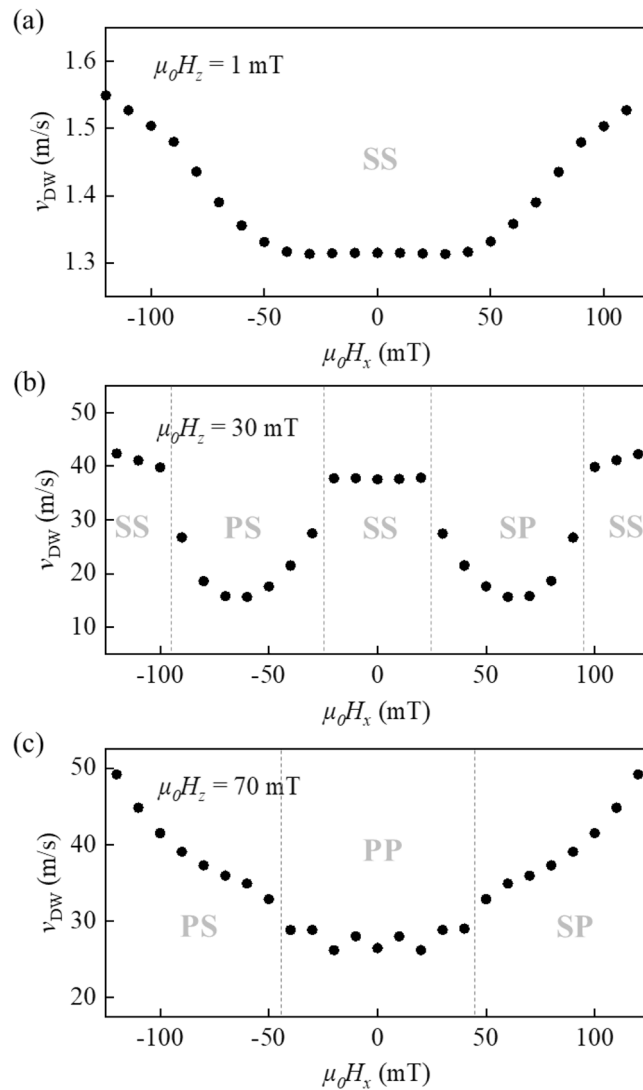 (a)
μ₀Hz = 1 mT
SS
1.6
1.5
1.4
1.3
vDW (m/s)
-100 -50 0 50 100
μ₀Hx (mT)
(b)
μ₀Hz = 30 mT
50
40
30
20
10
vDW (m/s)
SS PS SS SP SS
-100 -50 0 50 100
μ₀Hx (mT)
(c)
μ₀Hz = 70 mT
50
40
30
20
vDW (m/s)
PP
PS SP
-100 -50 0 50 100
μ₀Hx (mT)